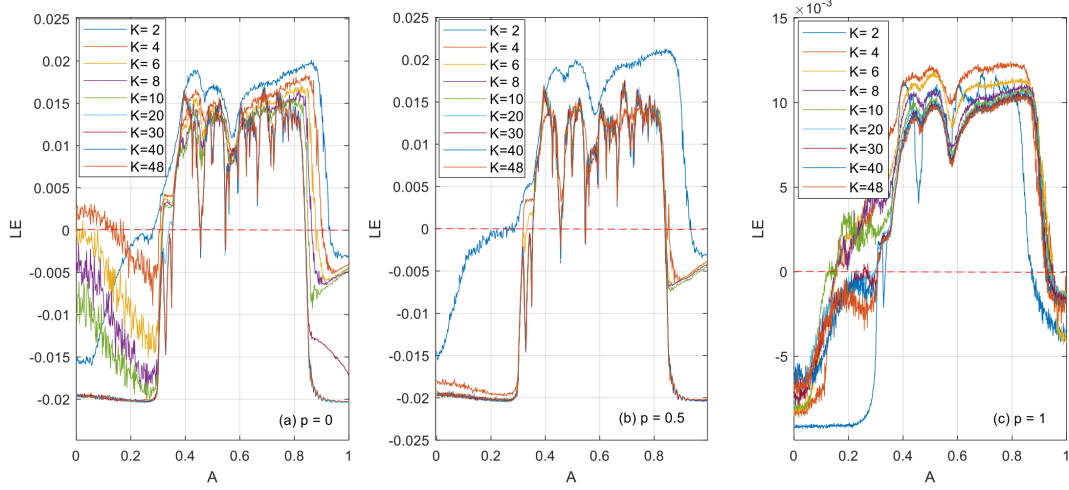 0.025
0.02
0.015
0.01
0.005
0
-0.005
-0.01
-0.015
-0.02
-0.025
LE
K= 2
K= 4
K= 6
K= 8
K=10
K=20
K=30
K=40
K=48
(a) p = 0
0 0.2 0.4 0.6 0.8 1
A
0.025
0.02
0.015
0.01
0.005
0
-0.005
-0.01
-0.015
-0.02
-0.025
LE
K= 2
K= 4
K= 6
K= 8
K=10
K=20
K=30
K=40
K=48
(b) p = 0.5
0 0.2 0.4 0.6 0.8
A
×10⁻³
15
10
5
0
-5
LE
K= 2
K= 4
K= 6
K= 8
K=10
K=20
K=30
K=40
K=48
(c) p = 1
0 0.2 0.4 0.6 0.8 1
A